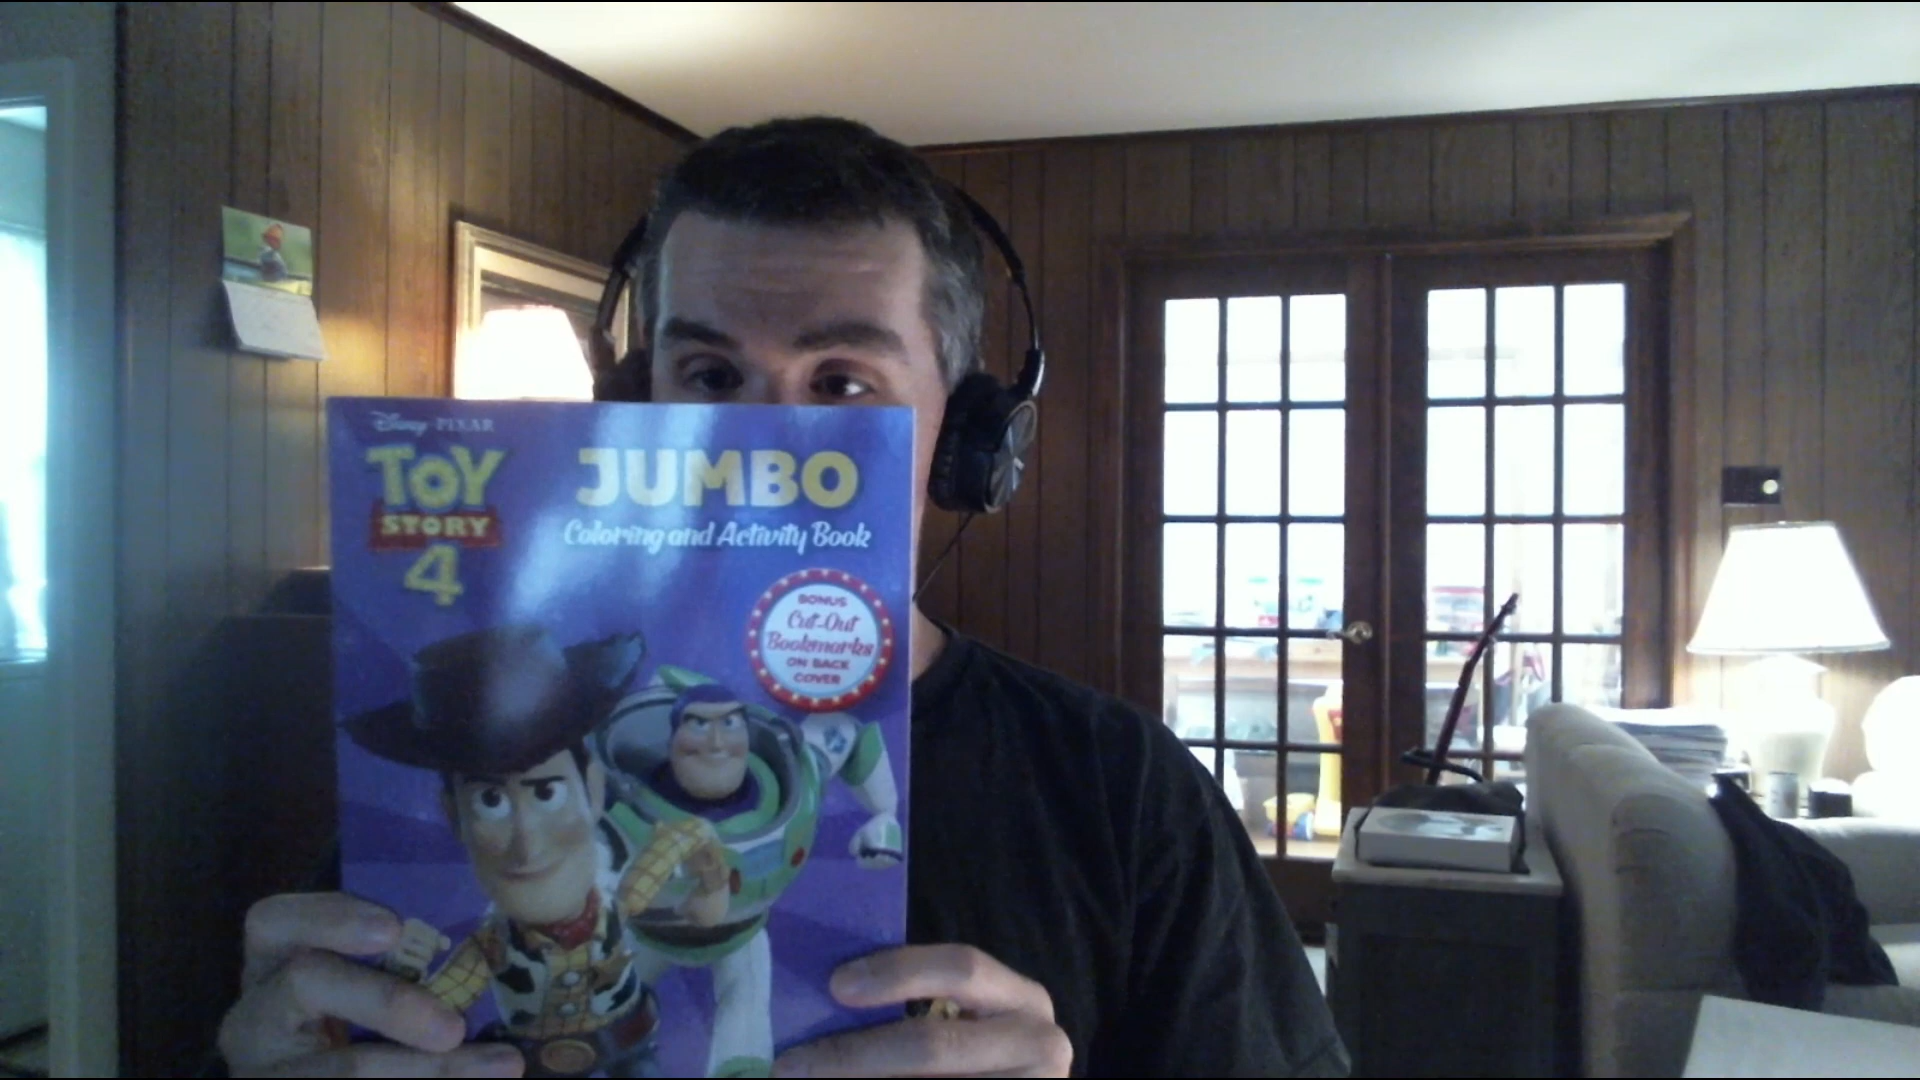 Disney PIXAR
TOY
STORY
4
JUMBO
Coloring and Activity Book
BONUS
Cut-Out
Bookmarks
ON BACK
COVER